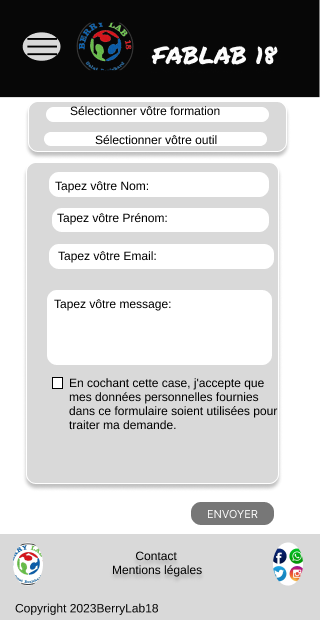 BERRY LAB 18
FABLAB 18
Sélectionner vôtre formation
Sélectionner vôtre outil
Tapez vôtre Nom:
Tapez vôtre Prénom:
Tapez vôtre Email:
Tapez vôtre message:
En cochant cette case, j'accepte que
mes données personnelles fournies
dans ce formulaire soient utilisées pour
traiter ma demande.
ENVOYER
Contact
Mentions légales
Copyright 2023BerryLab18